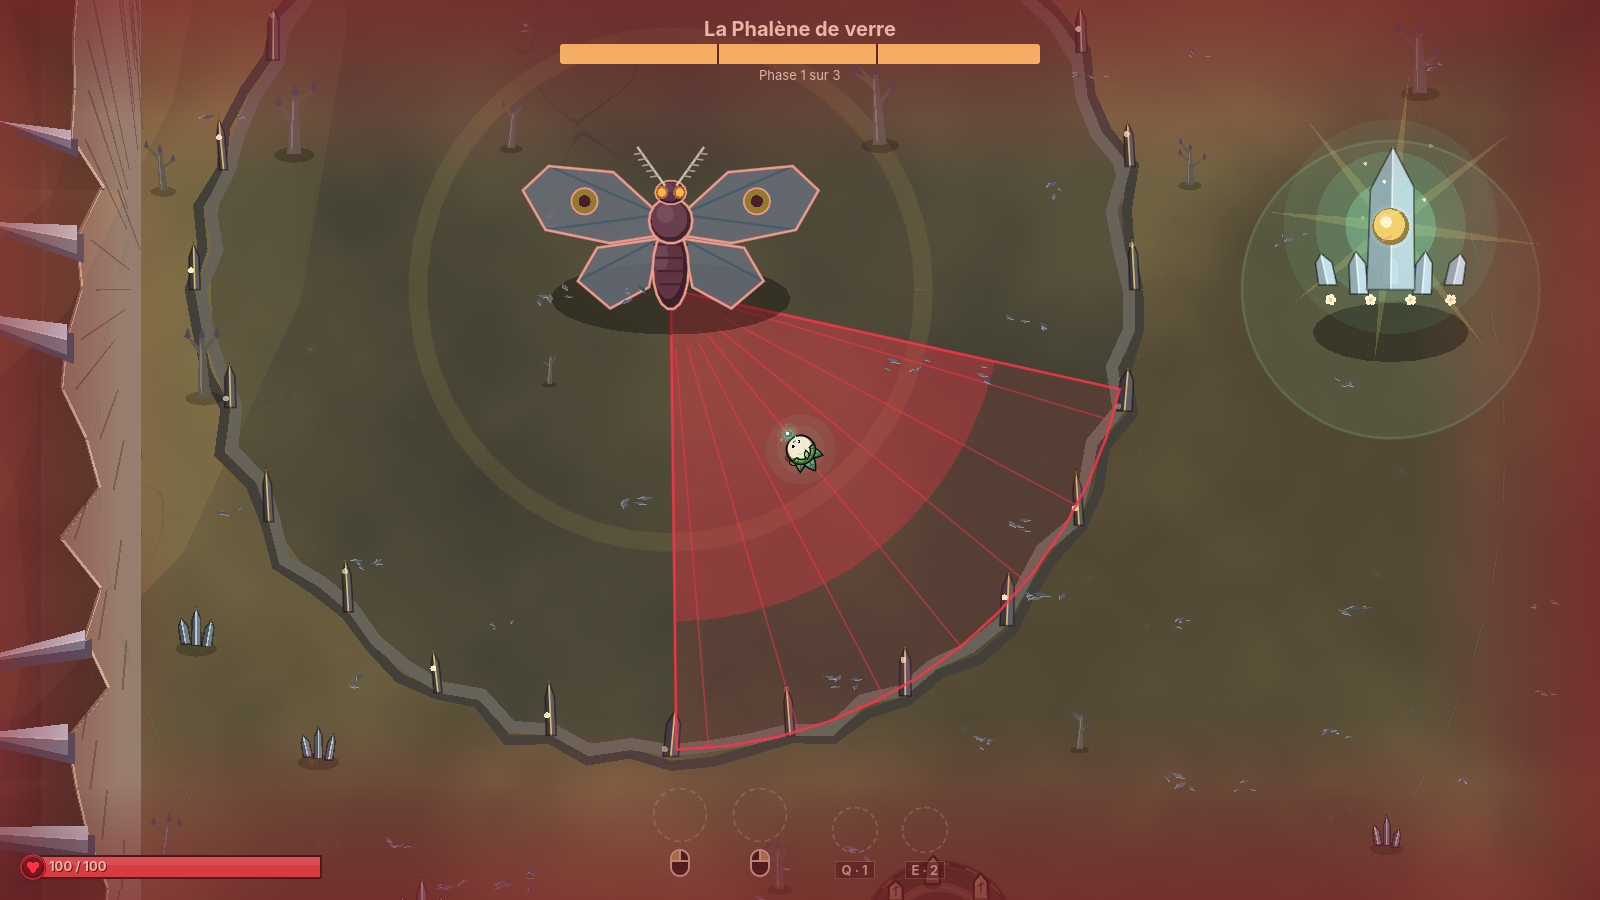 La Phalène de verre
Phase 1 sur 3
100 / 100
Q · 1
E · 2